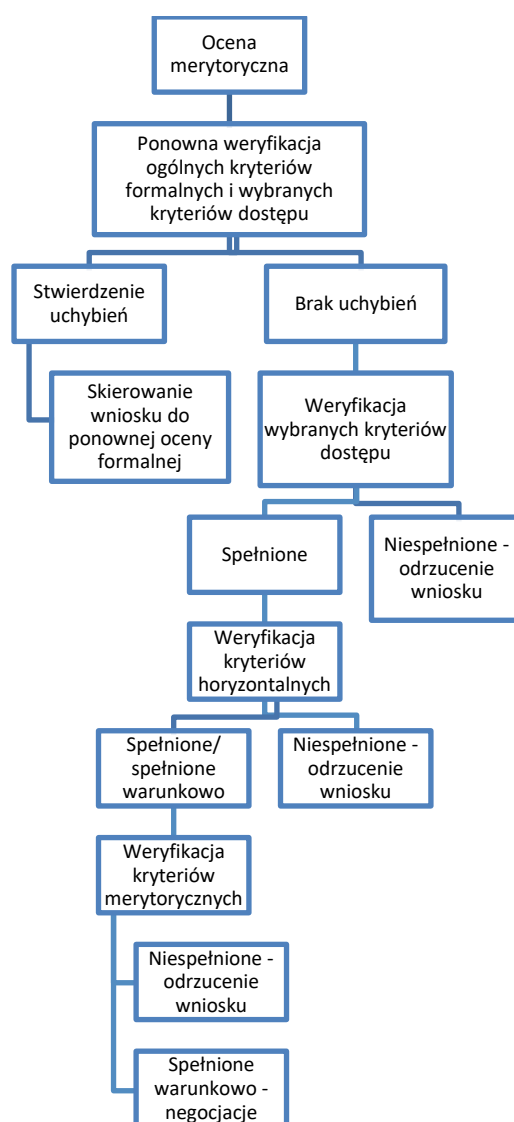 Ocena
merytoryczna
Ponowna weryfikacja
ogólnych kryteriów
formalnych i wybranych
kryteriów dostępu
Stwierdzenie
uchybień
Brak uchybień
Skierowanie
wniosku do
ponownej oceny
formalnej
Weryfikacja
wybranych kryteriów
dostępu
Spełnione
Niespełnione -
odrzucenie
wniosku
Weryfikacja
kryteriów
horyzontalnych
Spełnione/
spełnione
warunkowo
Niespełnione -
odrzucenie
wniosku
Weryfikacja
kryteriów
merytorycznych
Niespełnione -
odrzucenie
wniosku
Spełnione
warunkowo -
negocjacje